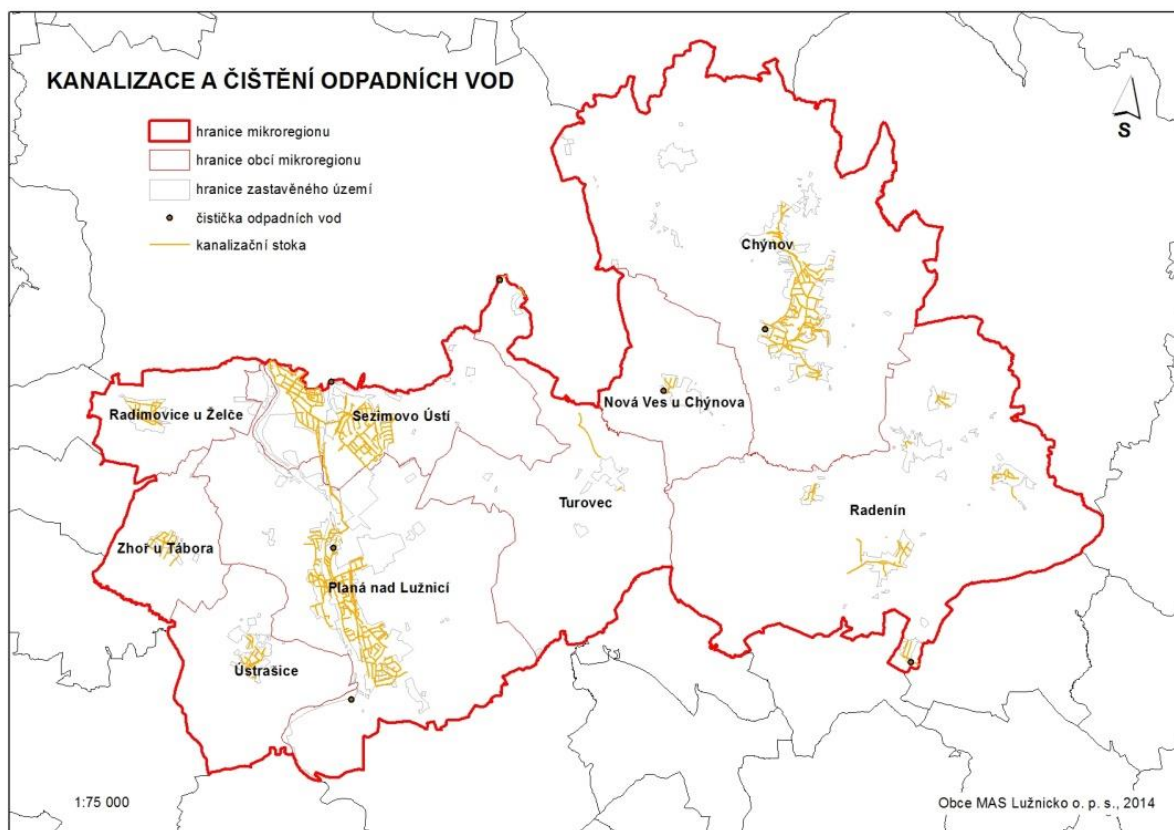 KANALIZACE A ČIŠTĚNÍ ODPADNÍCH VOD
hranice mikroregionu
hranice obcí mikroregionu
hranice zastavěného území
čistička odpadních vod
kanalizační stoka
S
Chýnov
Nová Ves u Chýnova
Radimovice u Želče
Sezimovo Ústí
Turovec
Radenín
Zhoř u Tábora
Planá nad Lužnicí
Ústrašice
1:75 000
Obce MAS Lužnicko o. p. s., 2014